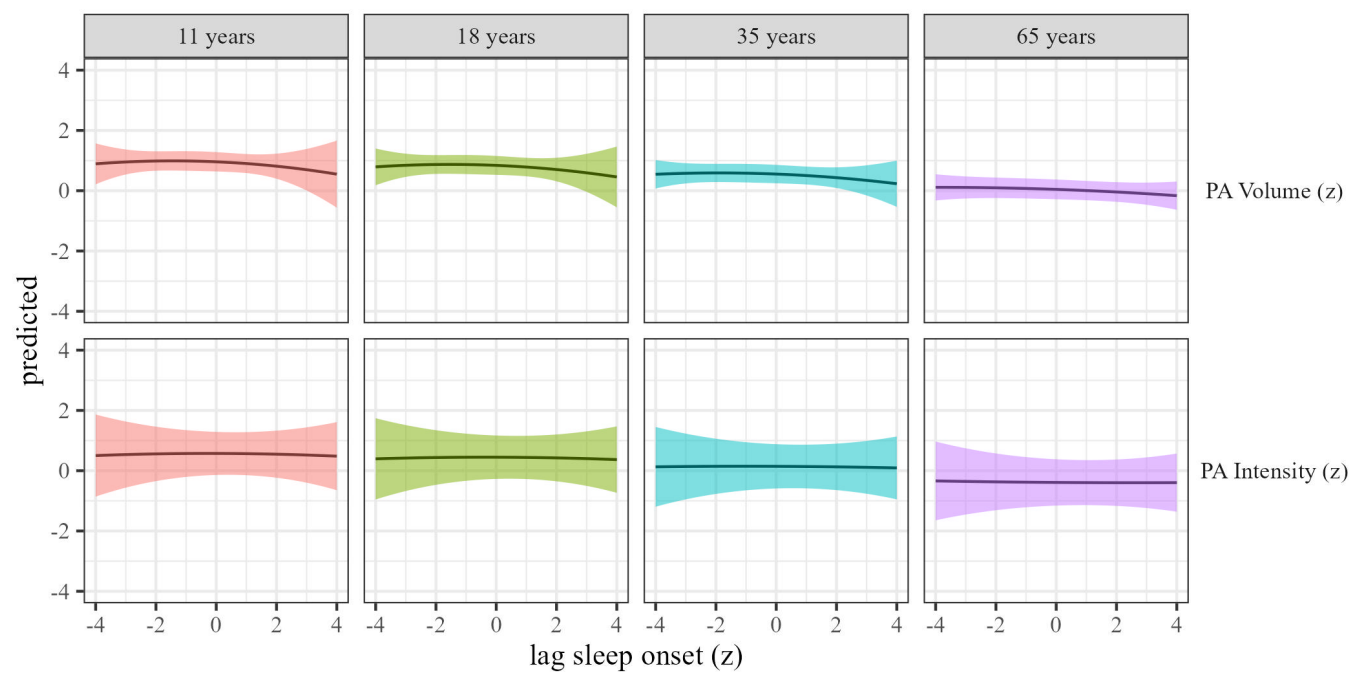 11 years
18 years
35 years
65 years
4
2
0
-2
-4
PA Volume (z)
predicted
4
2
0
-2
-4
PA Intensity (z)
-4 -2 0 2 4
-4 -2 0 2 4
-4 -2 0 2 4
-4 -2 0 2 4
lag sleep onset (z)